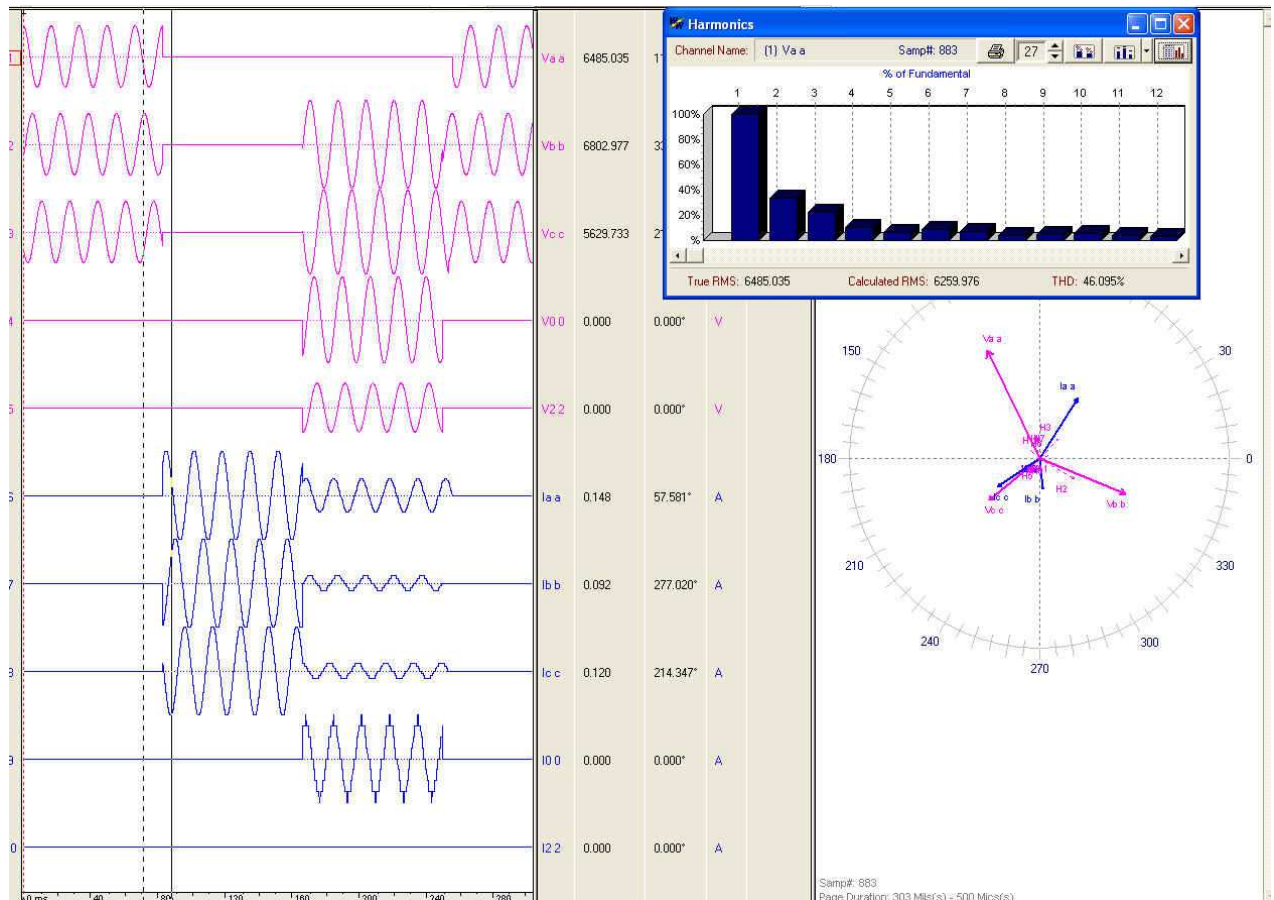 Harmonics
Channel Name: (1) Va a Samp#: 883 27
% of Fundamental
1 2 3 4 5 6 7 8 9 10 11 12
100%
80%
60%
40%
20%
%
True RMS: 6485.035 Calculated RMS: 6259.976 THD: 46.095%
Va a 6485.035
Vb b 6802.977
Vc c 5629.733
V0 0 0.000 0.000° V
V2 2 0.000 0.000° V
Ia a 0.148 57.581° A
Ib b 0.092 277.020° A
Ic c 0.120 214.347° A
I0 0 0.000 0.000° A
I2 2 0.000 0.000° A
0 ms 40 80 120 160 200 240 280
150 30
Va a
Ia a
H3
180 0
H2
Ic c Ib b Vb b
Vc c
210 330
240 300
270
Samp#: 883
Page Duration: 303 Mils(s) - 500 Mics(s)